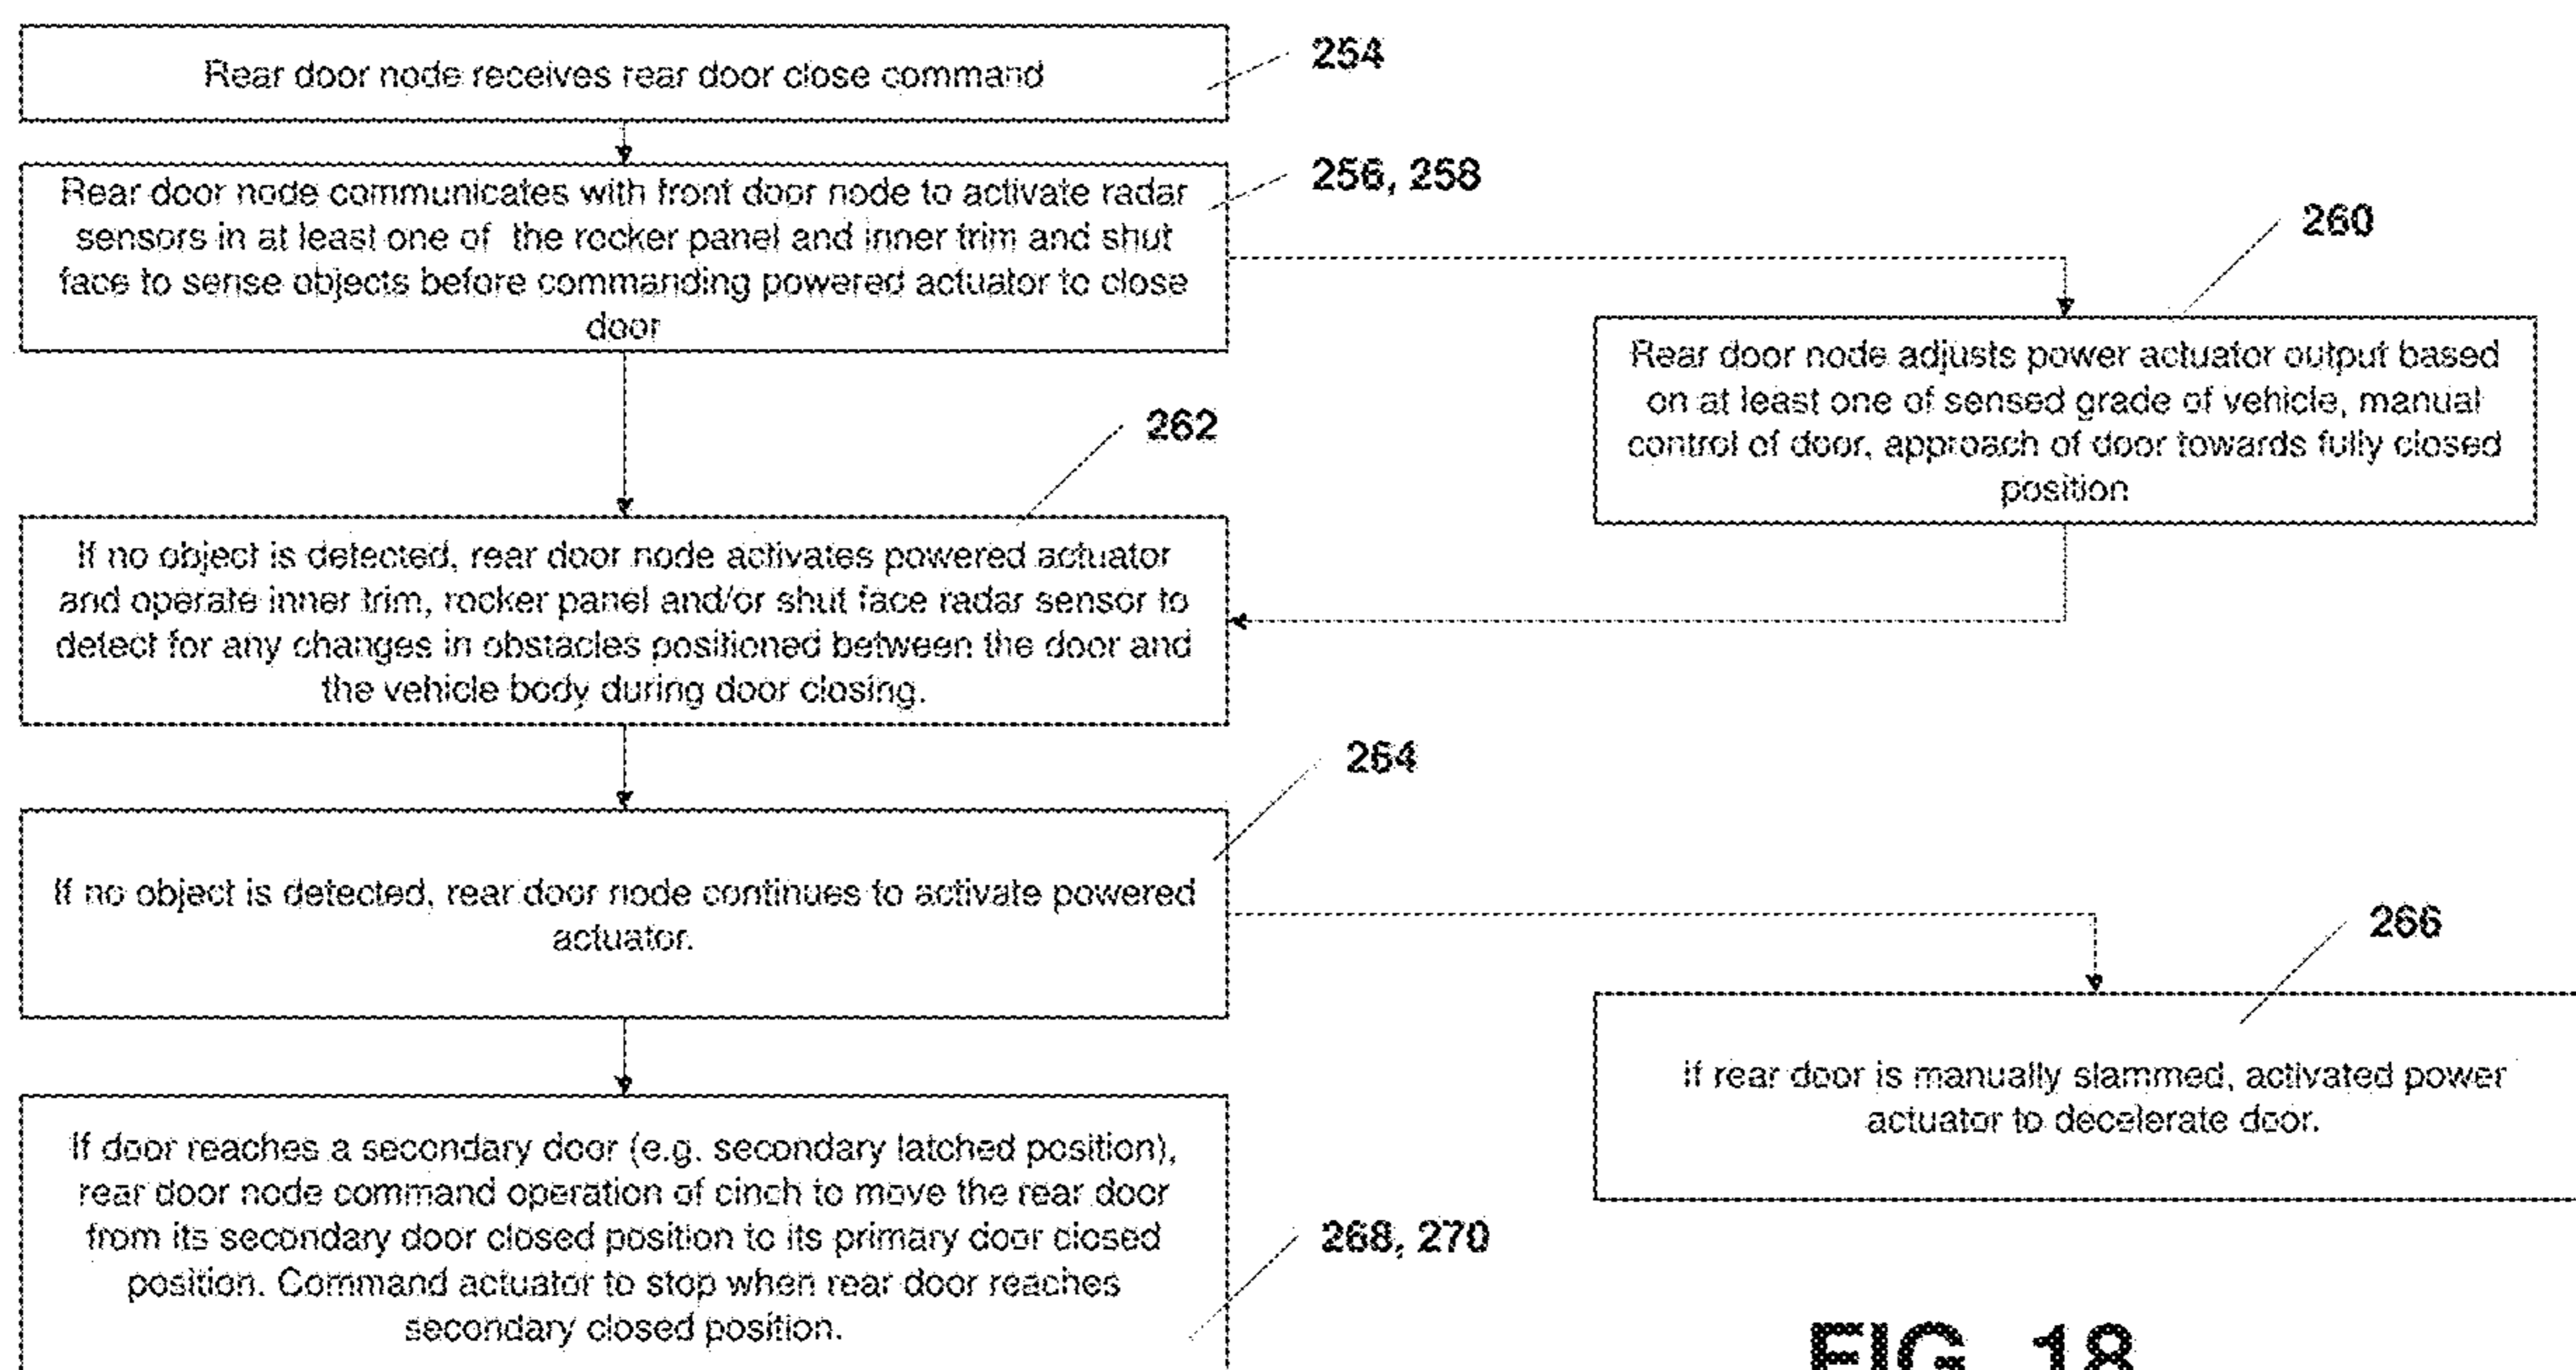 Rear door node receives rear door close command
254
Rear door node communicates with front door node to activate radar
sensors in at least one of the rocker panel and inner trim and shut
face to sense objects before commanding powered actuator to close
door
256, 258
260
Rear door node adjusts power actuator output based
on at least one of sensed grade of vehicle, manual
control of door, approach of door towards fully closed
position
262
If no object is detected, rear door node activates powered actuator
and operate inner trim, rocker panel and/or shut face radar sensor to
detect for any changes in obstacles positioned between the door and
the vehicle body during door closing.
264
If no object is detected, rear door node continues to activate powered
actuator.
266
If rear door is manually slammed, activated power
actuator to decelerate door.
If door reaches a secondary door (e.g. secondary latched position),
rear door node command operation of cinch to move the rear door
from its secondary door closed position to its primary door closed
position. Command actuator to stop when rear door reaches
secondary closed position.
268, 270
FIG. 18